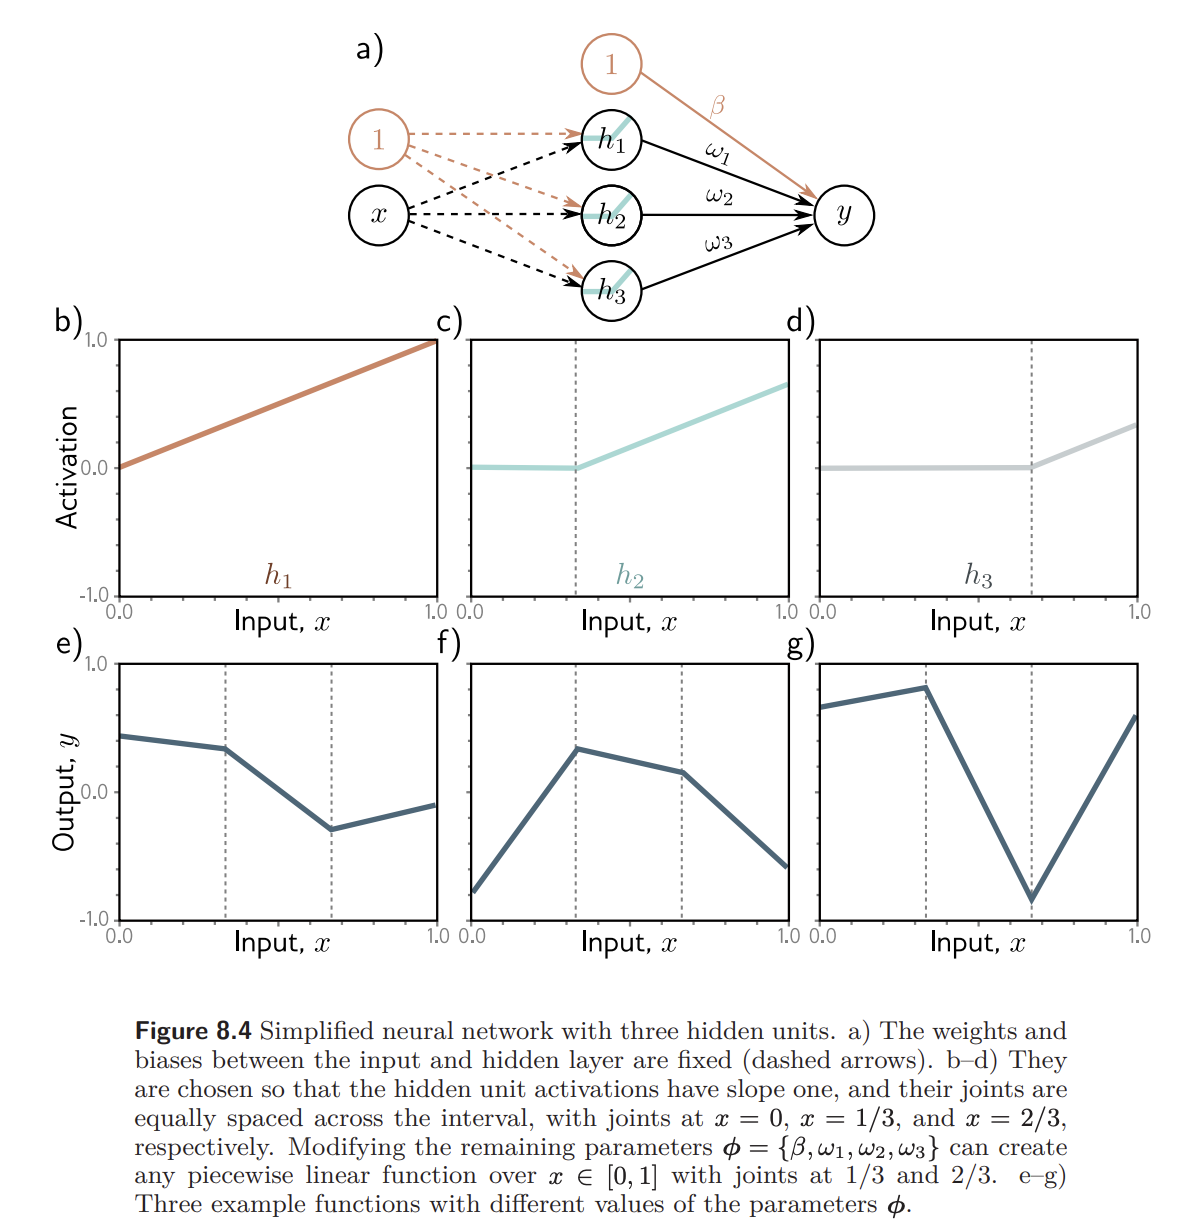 a)
1
β
1
h₁
ω₁
x
h₂
ω₂
y
h₃
ω₃
b)
c)
d)
1.0
0.0
-1.0
Activation
h₁
h₂
h₃
0.0
1.0
0.0
1.0
0.0
1.0
Input, x
Input, x
Input, x
e)
f)
g)
1.0
0.0
-1.0
Output, y
0.0
1.0
0.0
1.0
0.0
1.0
Input, x
Input, x
Input, x
Figure 8.4 Simplified neural network with three hidden units. a) The weights and
biases between the input and hidden layer are fixed (dashed arrows). b–d) They
are chosen so that the hidden unit activations have slope one, and their joints are
equally spaced across the interval, with joints at x = 0, x = 1/3, and x = 2/3,
respectively. Modifying the remaining parameters ϕ = {β, ω₁, ω₂, ω₃} can create
any piecewise linear function over x ∈ [0, 1] with joints at 1/3 and 2/3. e–g)
Three example functions with different values of the parameters ϕ.